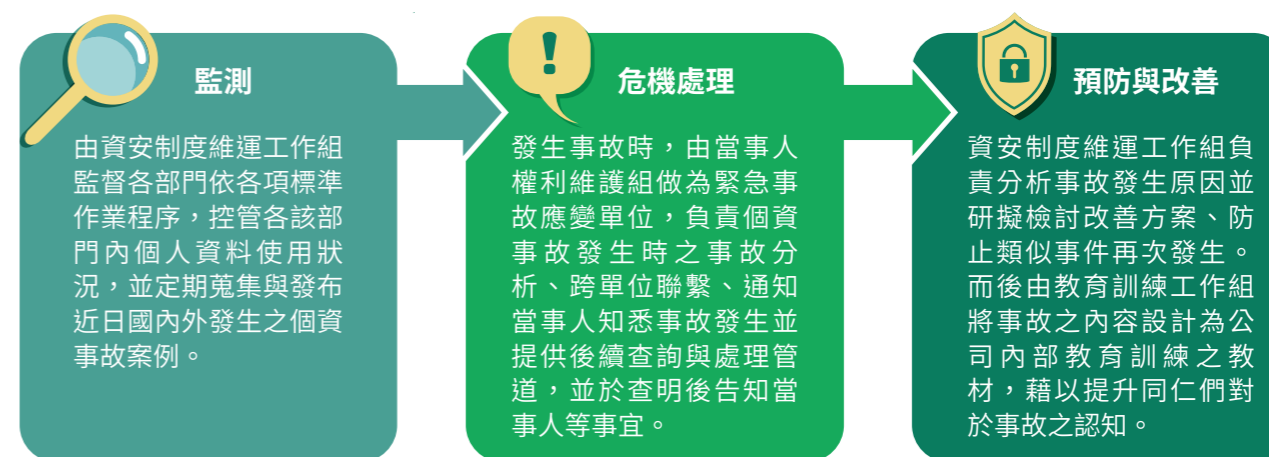 監測
由資安制度維運工作組
監督各部門依各項標準
作業程序，控管各該部
門內個人資料使用狀
況，並定期蒐集與發布
近日國內外發生之個資
事故案例。
危機處理
發生事故時，由當事人
權利維護組做為緊急事
故應變單位，負責個資
事故發生時之事故分
析、跨單位聯繫、通知
當事人知悉事故發生並
提供後續查詢與處理管
道，並於查明後告知當
事人等事宜。
預防與改善
資安制度維運工作組負
責分析事故發生原因並
研擬檢討改善方案、防
止類似事件再次發生。
而後由教育訓練工作組
將事故之內容設計為公
司內部教育訓練之教
材，藉以提升同仁們對
於事故之認知。